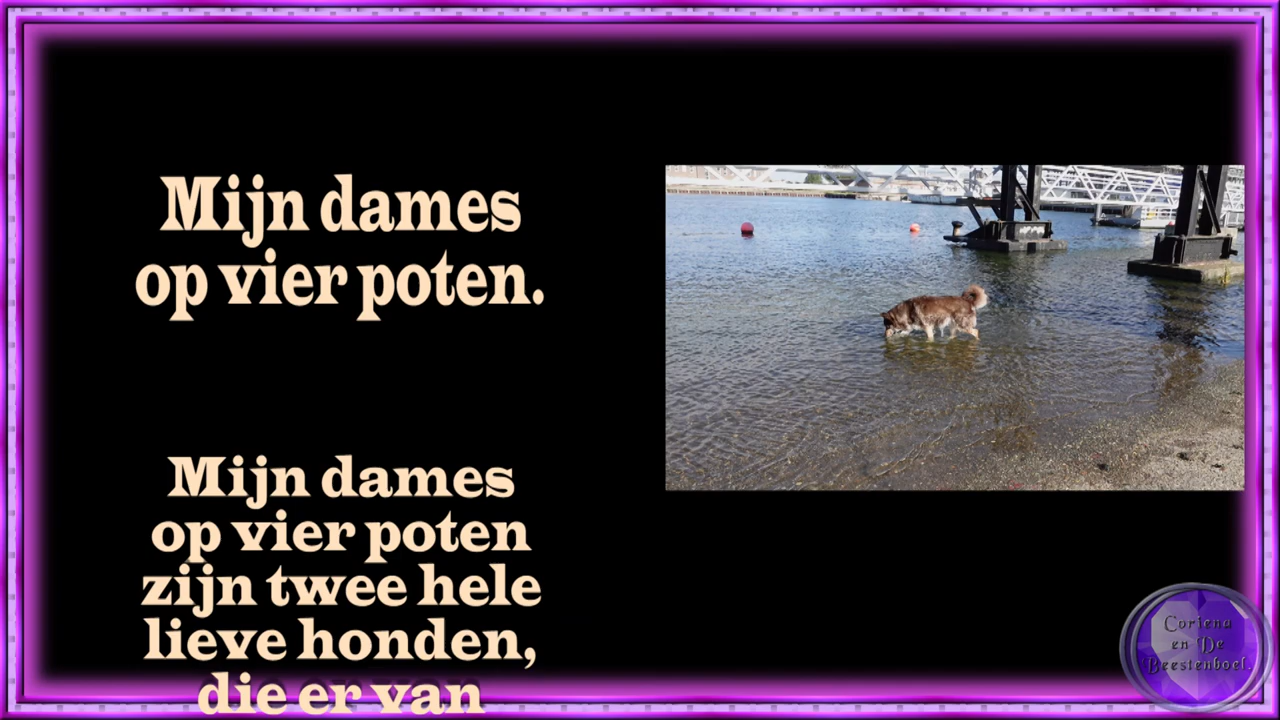 Mijn dames
op vier poten.
Mijn dames
op vier poten
zijn twee hele
lieve honden,
die er van
Coriena
en De
Beestenboel.